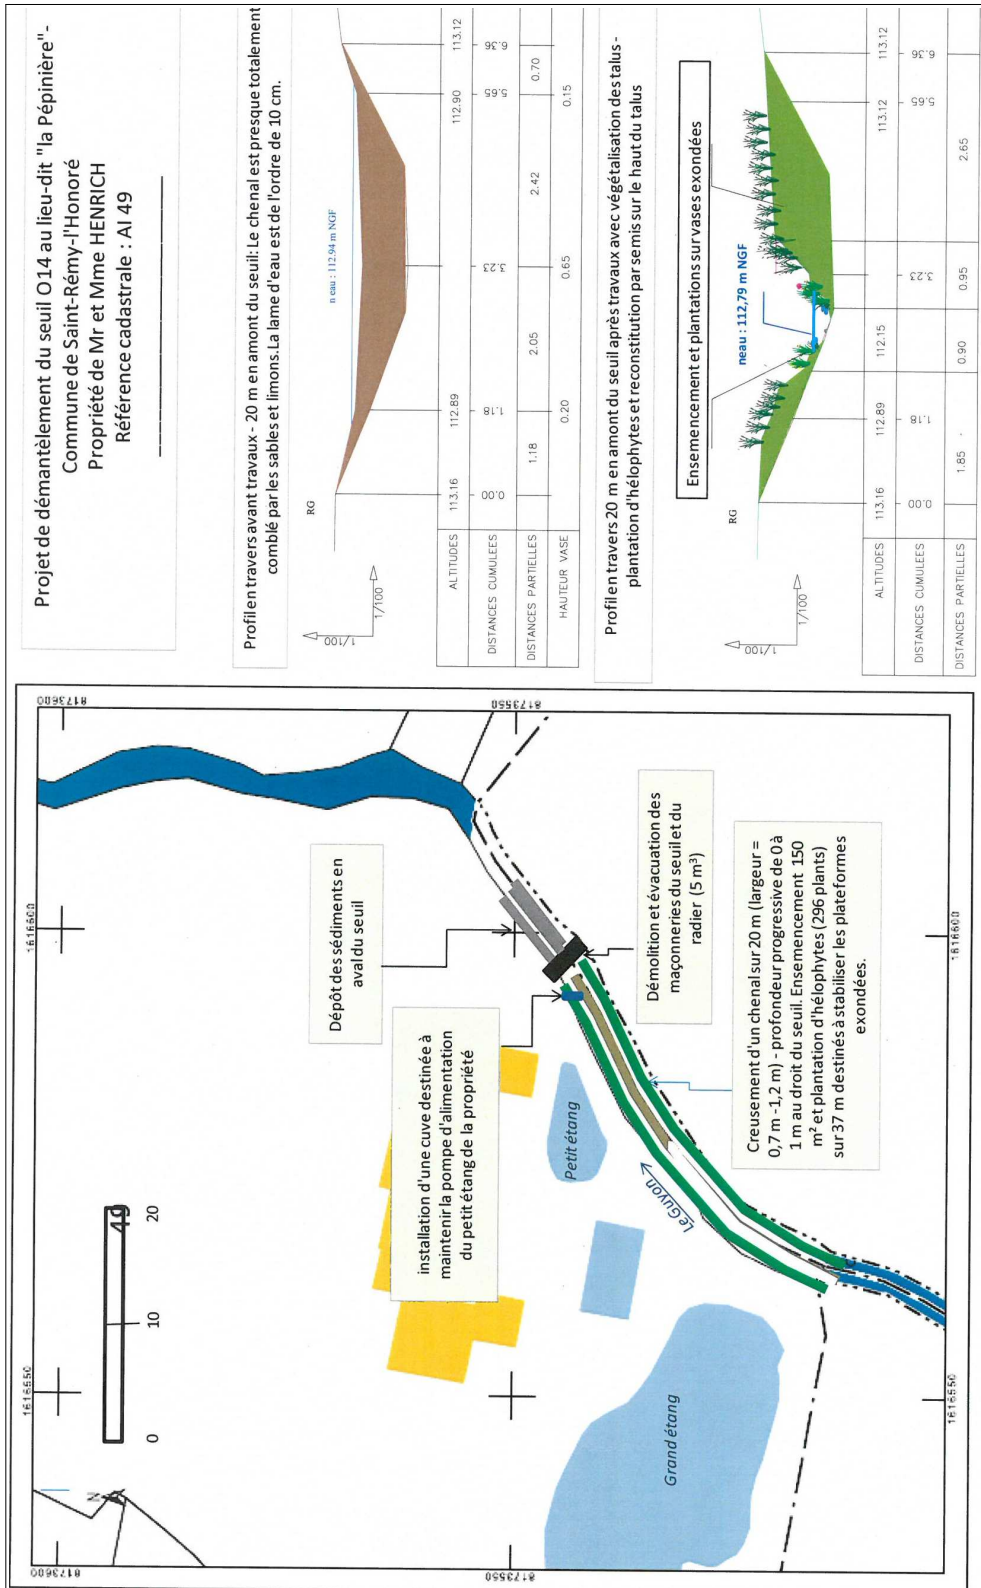 Projet de démantèlement du seuil O14 au lieu-dit "la Pépinière"-
Commune de Saint-Rémy-l'Honoré
Propriété de Mr et Mme HENRICH
Référence cadastrale : AI 49
Profil en travers avant travaux - 20 m en amont du seuil: Le chenal est presque totalement
comblé par les sables et limons. La lame d'eau est de l'ordre de 10 cm.
n eau : 112.94 m NGF
RG
1/100
1/100
ALTITUDES 113.16 112.89 112.90 113.12
DISTANCES CUMULEES 0.00 1.18 3.23 5.65 6.36
DISTANCES PARTIELLES 1.18 2.05 2.42 0.70
HAUTEUR VASE 0.20 0.65 0.15
Profil en travers 20 m en amont du seuil après travaux avec végétalisation des talus -
plantation d'hélophytes et reconstitution par semis sur le haut du talus
Ensemencement et plantations sur vases exondées
neau : 112,79 m NGF
RG
1/100
1/100
ALTITUDES 113.16 112.89 112.15 113.12 113.12
DISTANCES CUMULEES 0.00 1.18 3.23 5.65 6.36
DISTANCES PARTIELLES 1.85 0.90 0.95 2.65
8173600
8173550
1616600
1616550
8173600
8173550
1616600
1616550
N
49
0 10 20
Dépôt des sédiments en
aval du seuil
installation d'une cuve destinée à
maintenir la pompe d'alimentation
du petit étang de la propriété
Petit étang
Le Guyon
Grand étang
Démolition et évacuation des
maçonneries du seuil et du
radier (5 m³)
Creusement d'un chenal sur 20 m (largeur =
0,7 m -1,2 m) - profondeur progressive de 0 à
1 m au droit du seuil. Ensemencement 150
m² et plantation d'hélophytes (296 plants)
sur 37 m destinés à stabiliser les plateformes
exondées.